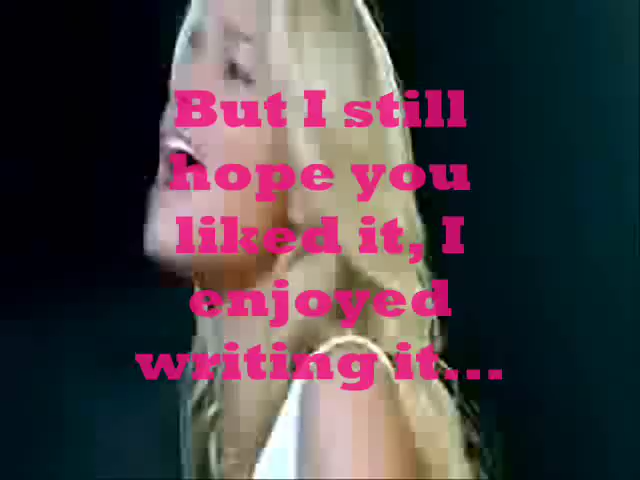 But I still
hope you
liked it, I
enjoyed
writing it...